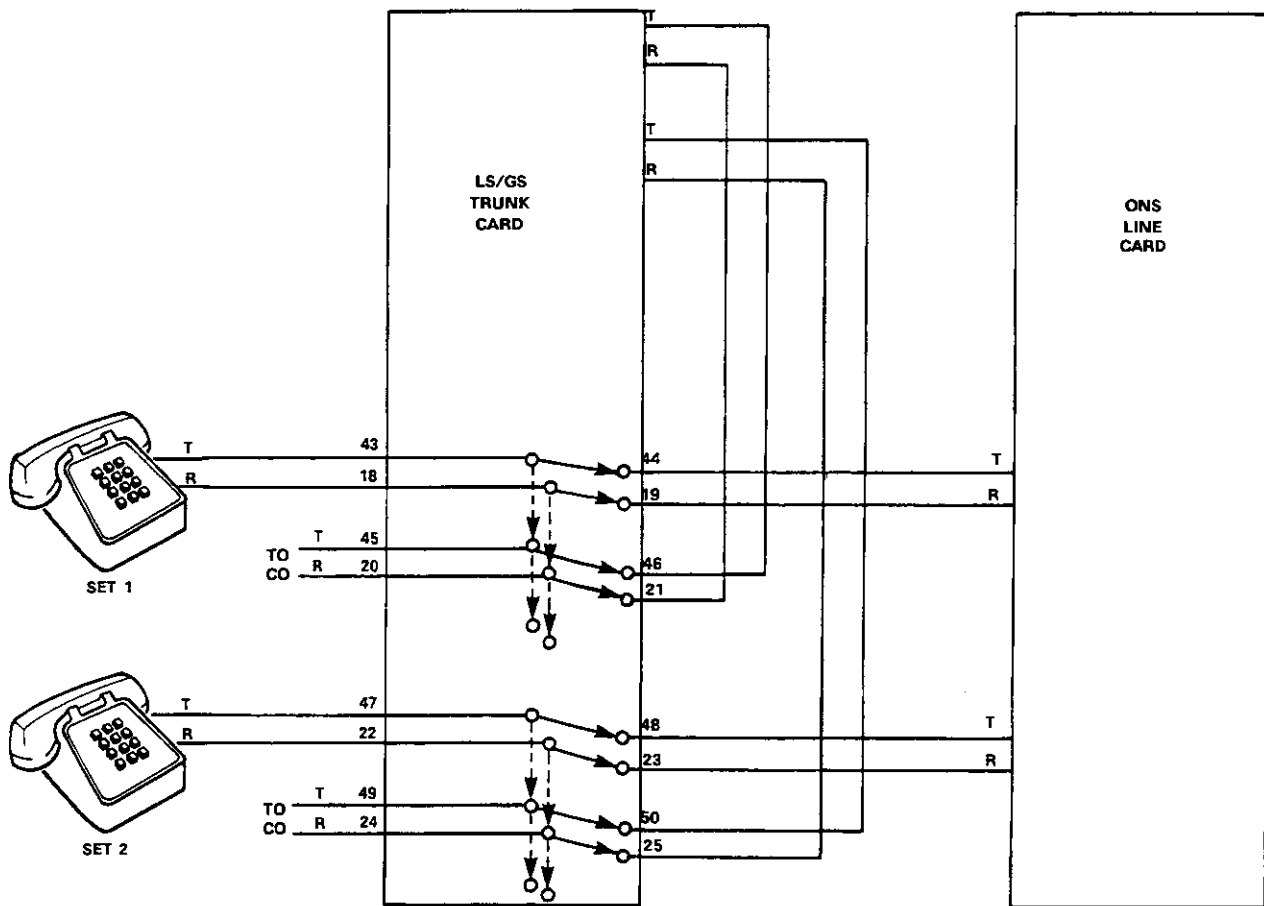 T
R
T
R
LS/GS
TRUNK
CARD
ONS
LINE
CARD
T 43
R 18
44 T
19 R
SET 1
TO
CO
T 45
R 20
46
21
T 47
R 22
48 T
23 R
SET 2
TO
CO
T 49
R 24
50
25